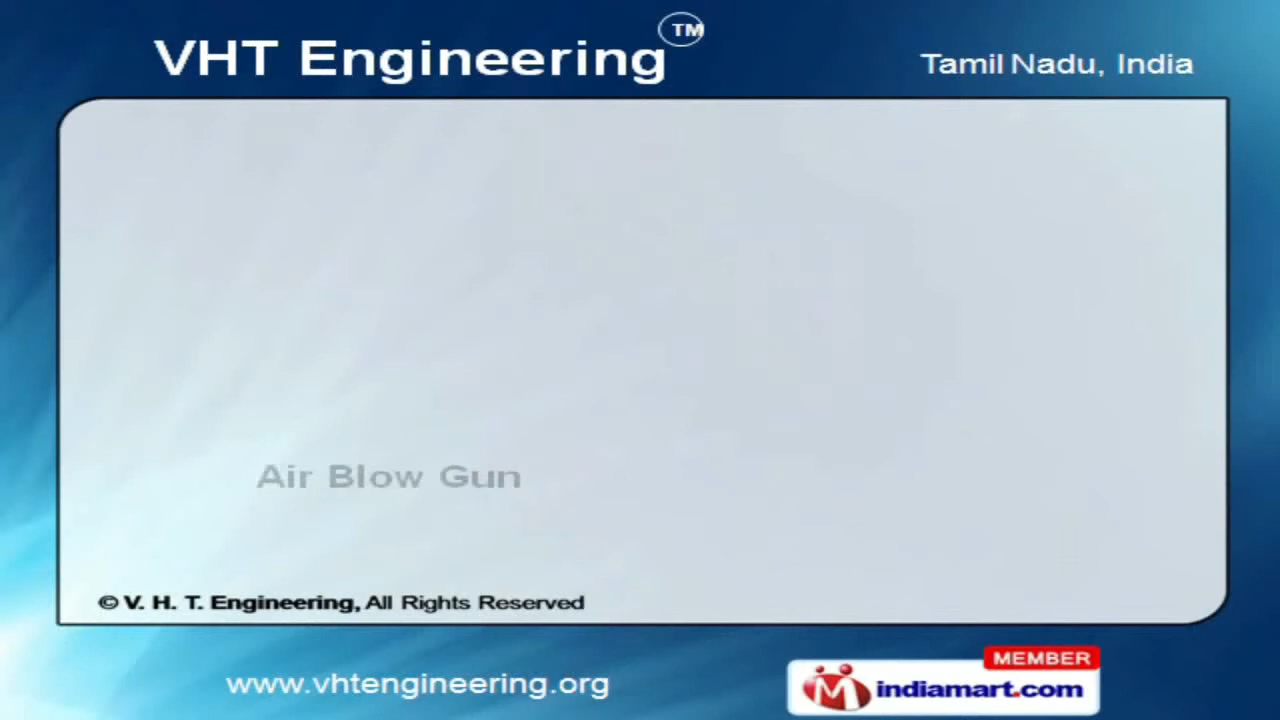 VHT Engineering TM
Tamil Nadu, India
Air Blow Gun
© V. H. T. Engineering, All Rights Reserved
www.vhtengineering.org
MEMBER
indiamart.com